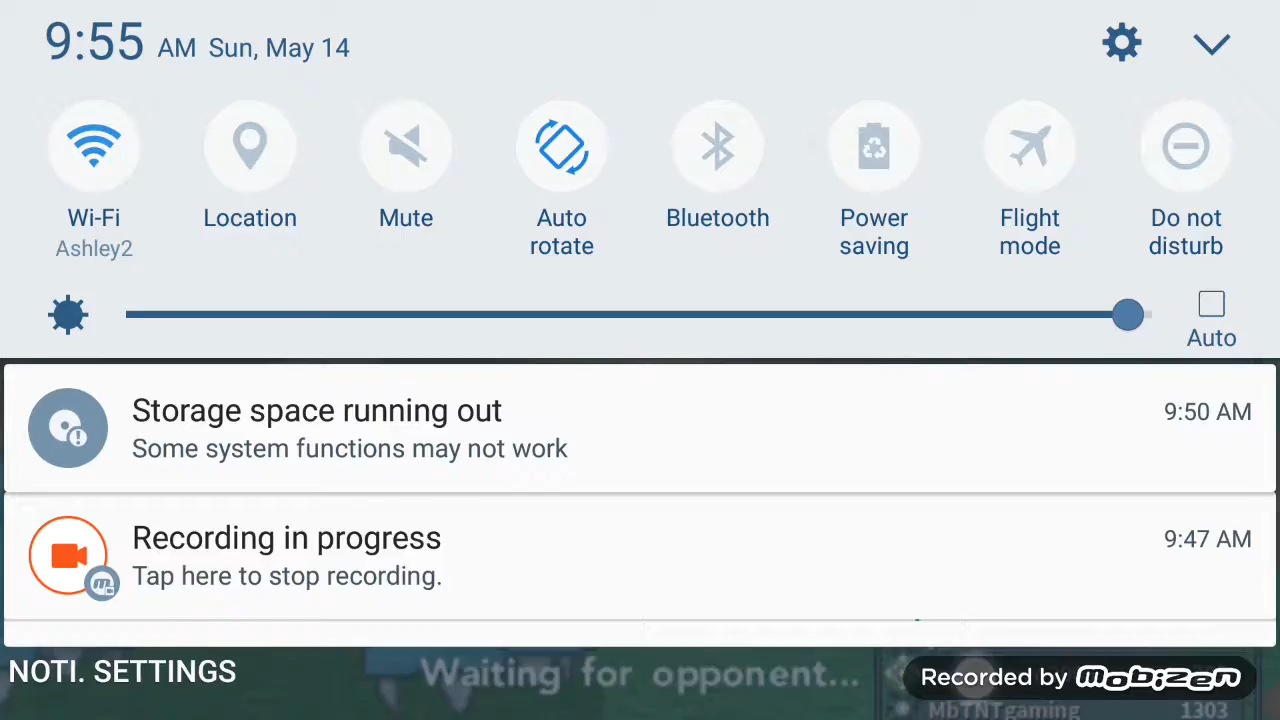 9:55 AM Sun, May 14
Wi-Fi
Ashley2
Location
Mute
Auto
rotate
Bluetooth
Power
saving
Flight
mode
Do not
disturb
Auto
Storage space running out
9:50 AM
Some system functions may not work
Recording in progress
9:47 AM
Tap here to stop recording.
NOTI. SETTINGS
Waiting for opponent...
Recorded by mobizen
MbTNTgaming 1303